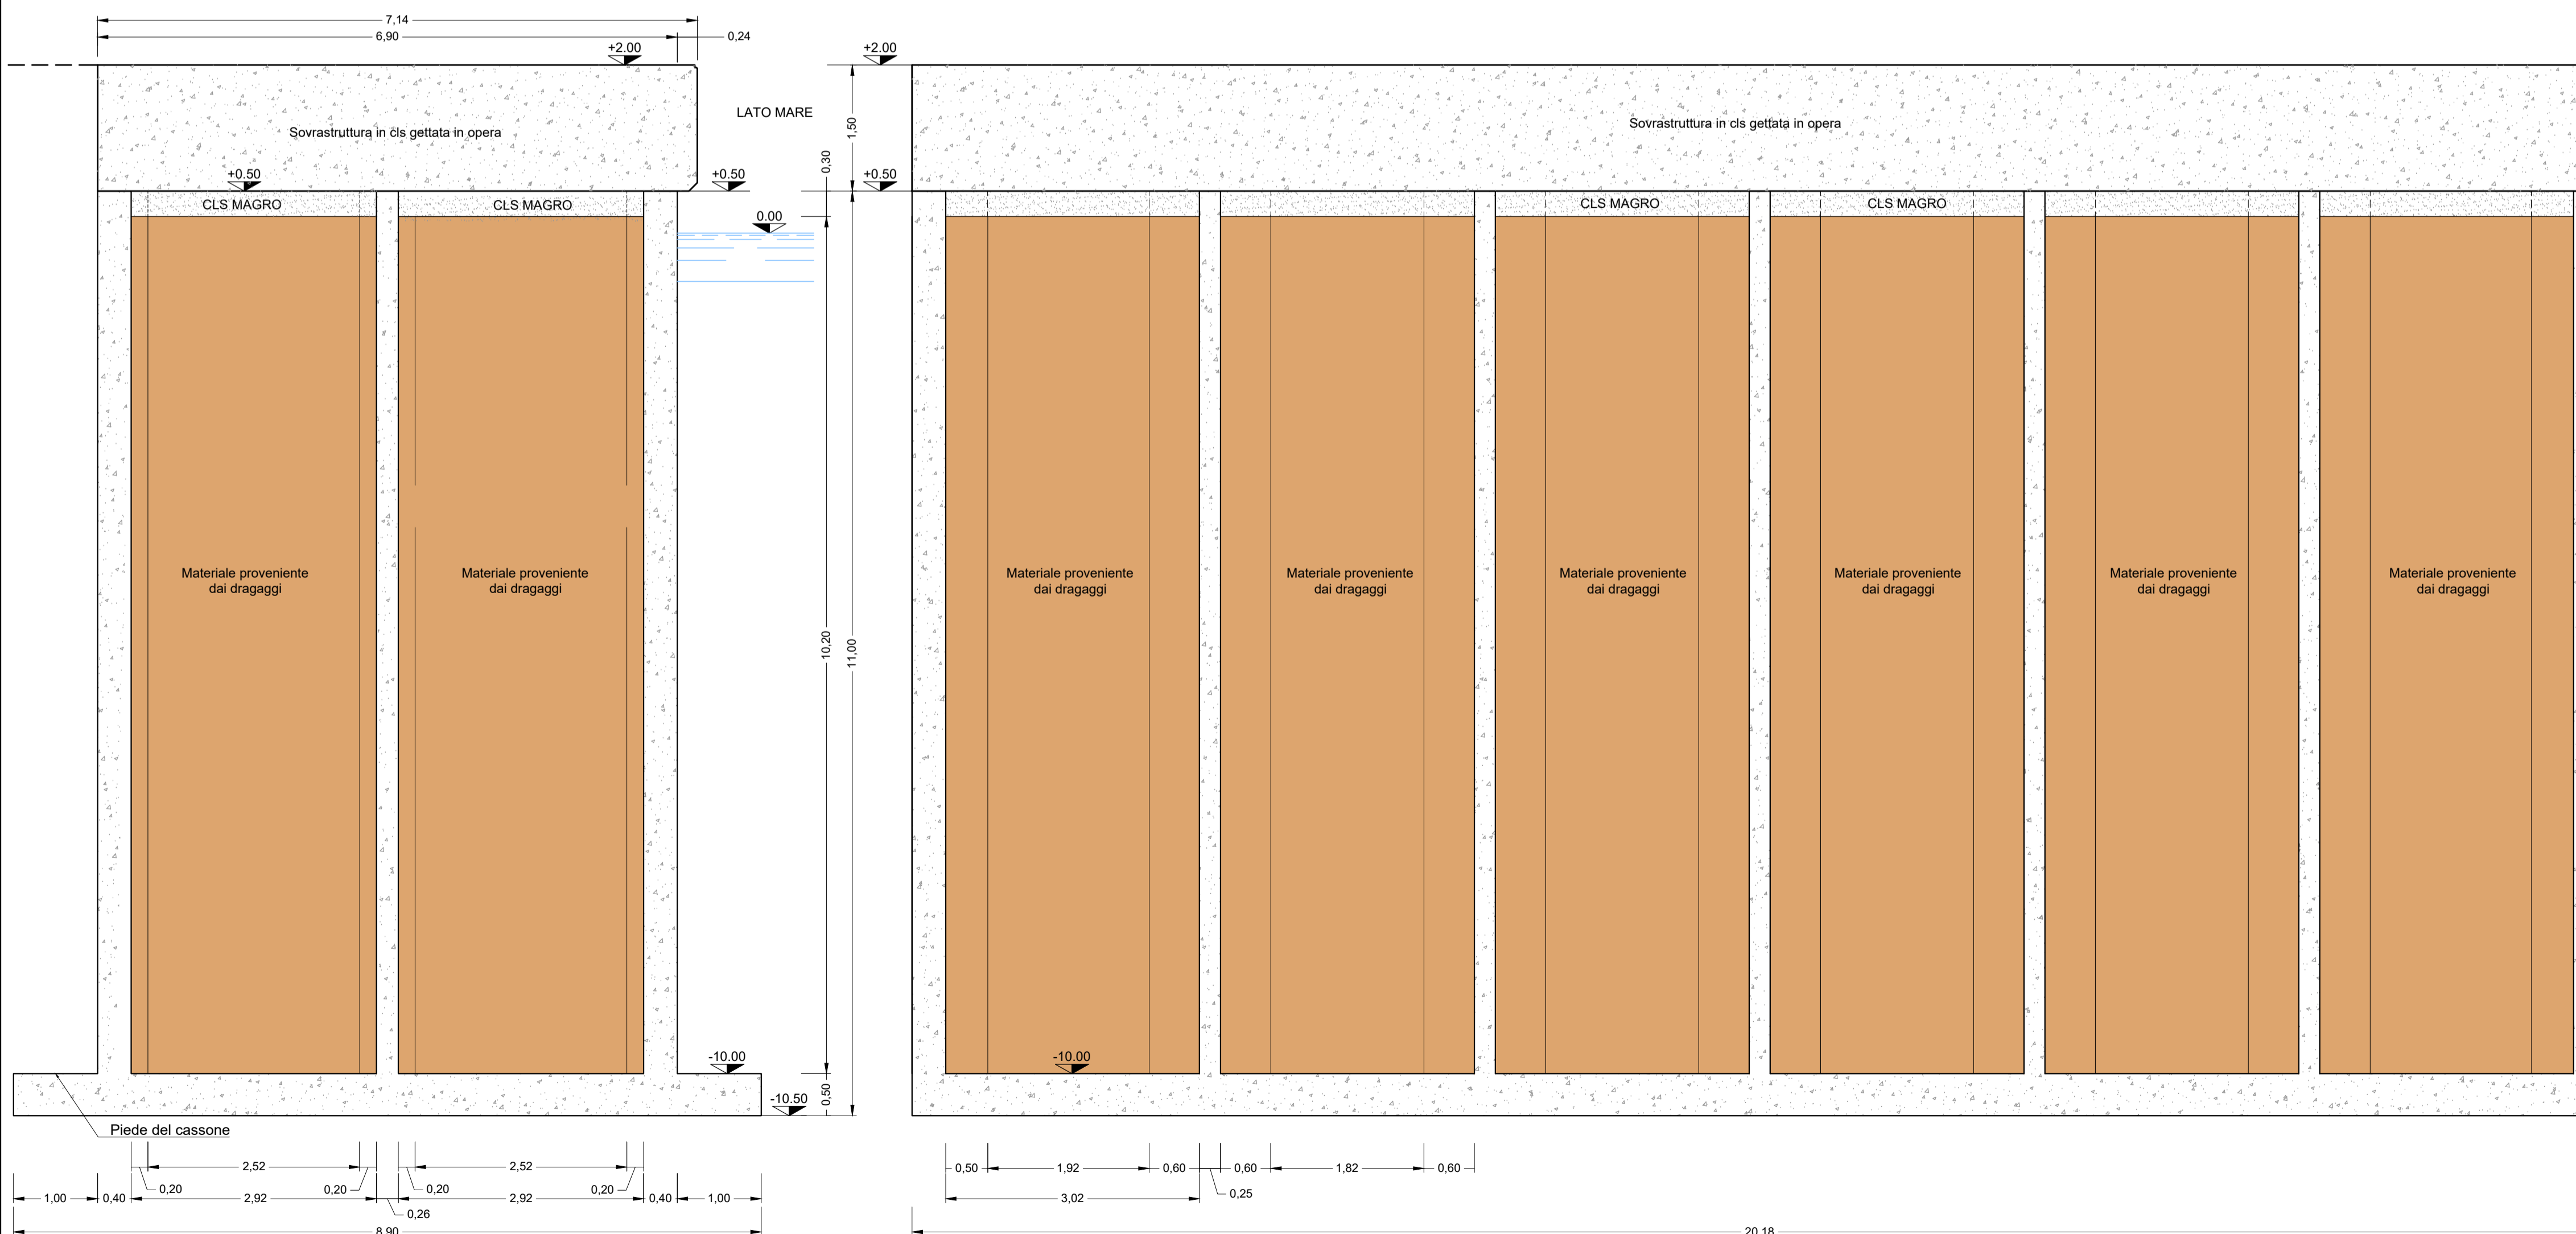 7,14
6,90
0,24
+2.00
+2.00
LATO MARE
Sovrastruttura in cls gettata in opera
Sovrastruttura in cls gettata in opera
1,50
0,30
+0.50
+0.50
+0.50
CLS MAGRO
CLS MAGRO
CLS MAGRO
CLS MAGRO
0.00
Materiale proveniente
dai dragaggi
Materiale proveniente
dai dragaggi
Materiale proveniente
dai dragaggi
Materiale proveniente
dai dragaggi
Materiale proveniente
dai dragaggi
Materiale proveniente
dai dragaggi
Materiale proveniente
dai dragaggi
Materiale proveniente
dai dragaggi
10,20
11,00
-10.00
-10.00
0,50
-10.50
Piede del cassone
2,52
2,52
0,50
1,92
0,60
0,60
1,82
0,60
0,20
0,20
0,20
0,20
0,25
1,00
0,40
2,92
2,92
0,40
1,00
3,02
0,26
8,90
20,18